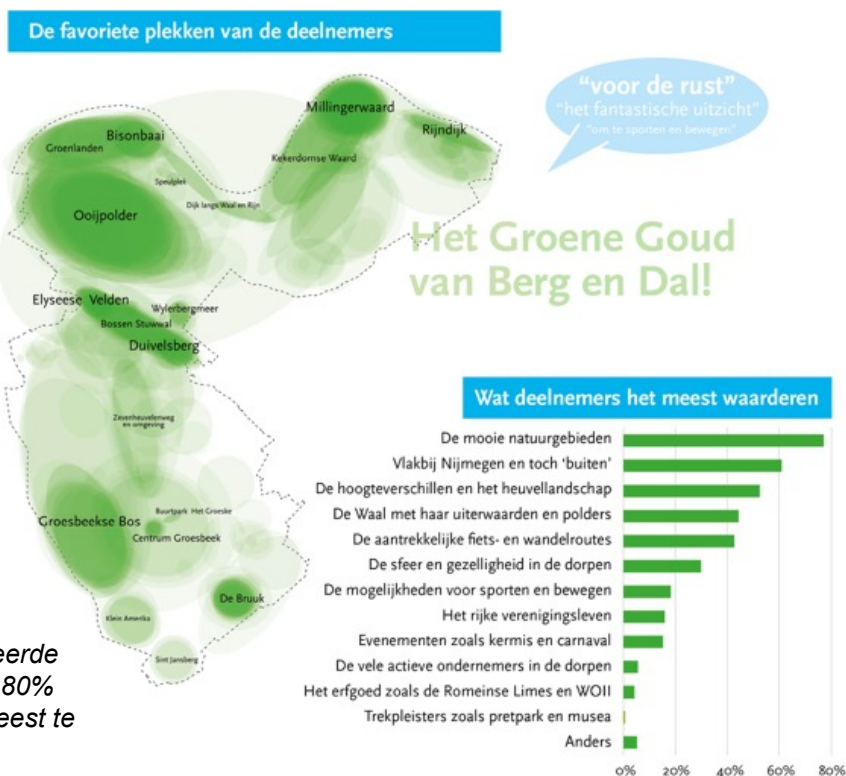 De favoriete plekken van de deelnemers
“voor de rust”
“het fantastische uitzicht”
“om te sporten en bewegen”
Millingerwaard
Bisonbaai
Rijndijk
Groenlanden
Kekerdornse Waard
Speulplek
Dijk langs Waal en Rijn
Ooijpolder
Het Groene Goud
van Berg en Dal!
Elyseese Velden
Wylerbergmeer
Bossen Stuwwal
Duivelsberg
Zevenheuvelenweg
en omgeving
Groesbeekse Bos
Buurtpark Het Groeske
Centrum Groesbeek
De Bruuk
Klein Amerika
Sint Jansberg
eerde
80%
eest te
Wat deelnemers het meest waarderen
De mooie natuurgebieden
Vlakbij Nijmegen en toch ‘buiten’
De hoogteverschillen en het heuvellandschap
De Waal met haar uiterwaarden en polders
De aantrekkelijke fiets- en wandelroutes
De sfeer en gezelligheid in de dorpen
De mogelijkheden voor sporten en bewegen
Het rijke verenigingsleven
Evenementen zoals kermis en carnaval
De vele actieve ondernemers in de dorpen
Het erfgoed zoals de Romeinse Limes en WOII
Trekpleisters zoals pretpark en musea
Anders
0% 20% 40% 60% 80%